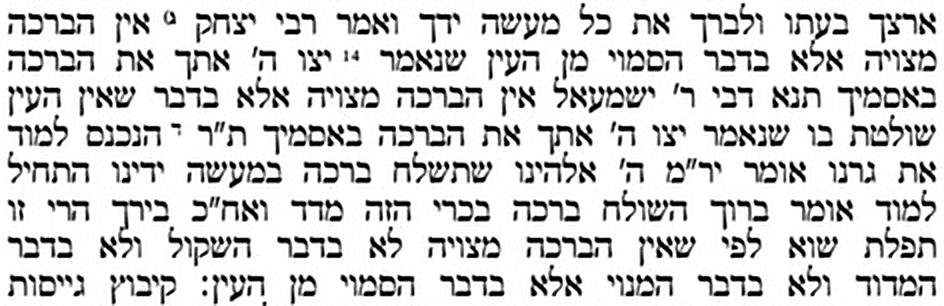 ארצך בעתו ולברך את כל מעשה ידך ואמר רבי יצחק אין הברכה
מצויה אלא בדבר הסמוי מן העין שנאמר 14 יצו ה' אתך את הברכה
באסמיך תנא דבי ר' ישמעאל אין הברכה מצויה אלא בדבר שאין העין
שולטת בו שנאמר יצו ה' אתך את הברכה באסמיך ת"ר ד הנכנס למוד
את גרנו אומר יר"מ ה' אלהינו שתשלח ברכה במעשה ידינו התחיל
למוד אומר ברוך השולח ברכה בכרי הזה מדד ואח"כ בירך הרי זו
תפלת שוא לפי שאין הברכה מצויה לא בדבר השקול ולא בדבר
המדוד ולא בדבר המנוי אלא בדבר הסמוי מן העין: קיבוץ גייסות